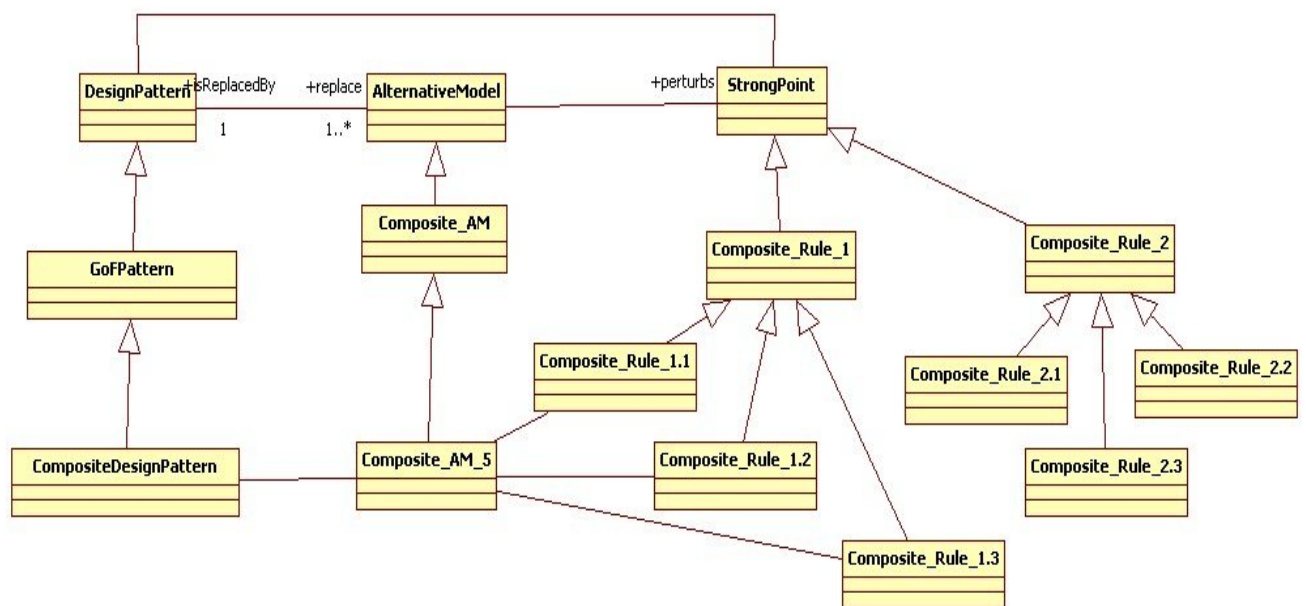 DesignPattern
+isReplacedBy
+replace
AlternativeModel
+perturbs
StrongPoint
1
1..*
Composite_AM
Composite_Rule_1
Composite_Rule_2
GoFPattern
Composite_Rule_1.1
Composite_Rule_2.1
Composite_Rule_2.2
CompositeDesignPattern
Composite_AM_5
Composite_Rule_1.2
Composite_Rule_2.3
Composite_Rule_1.3